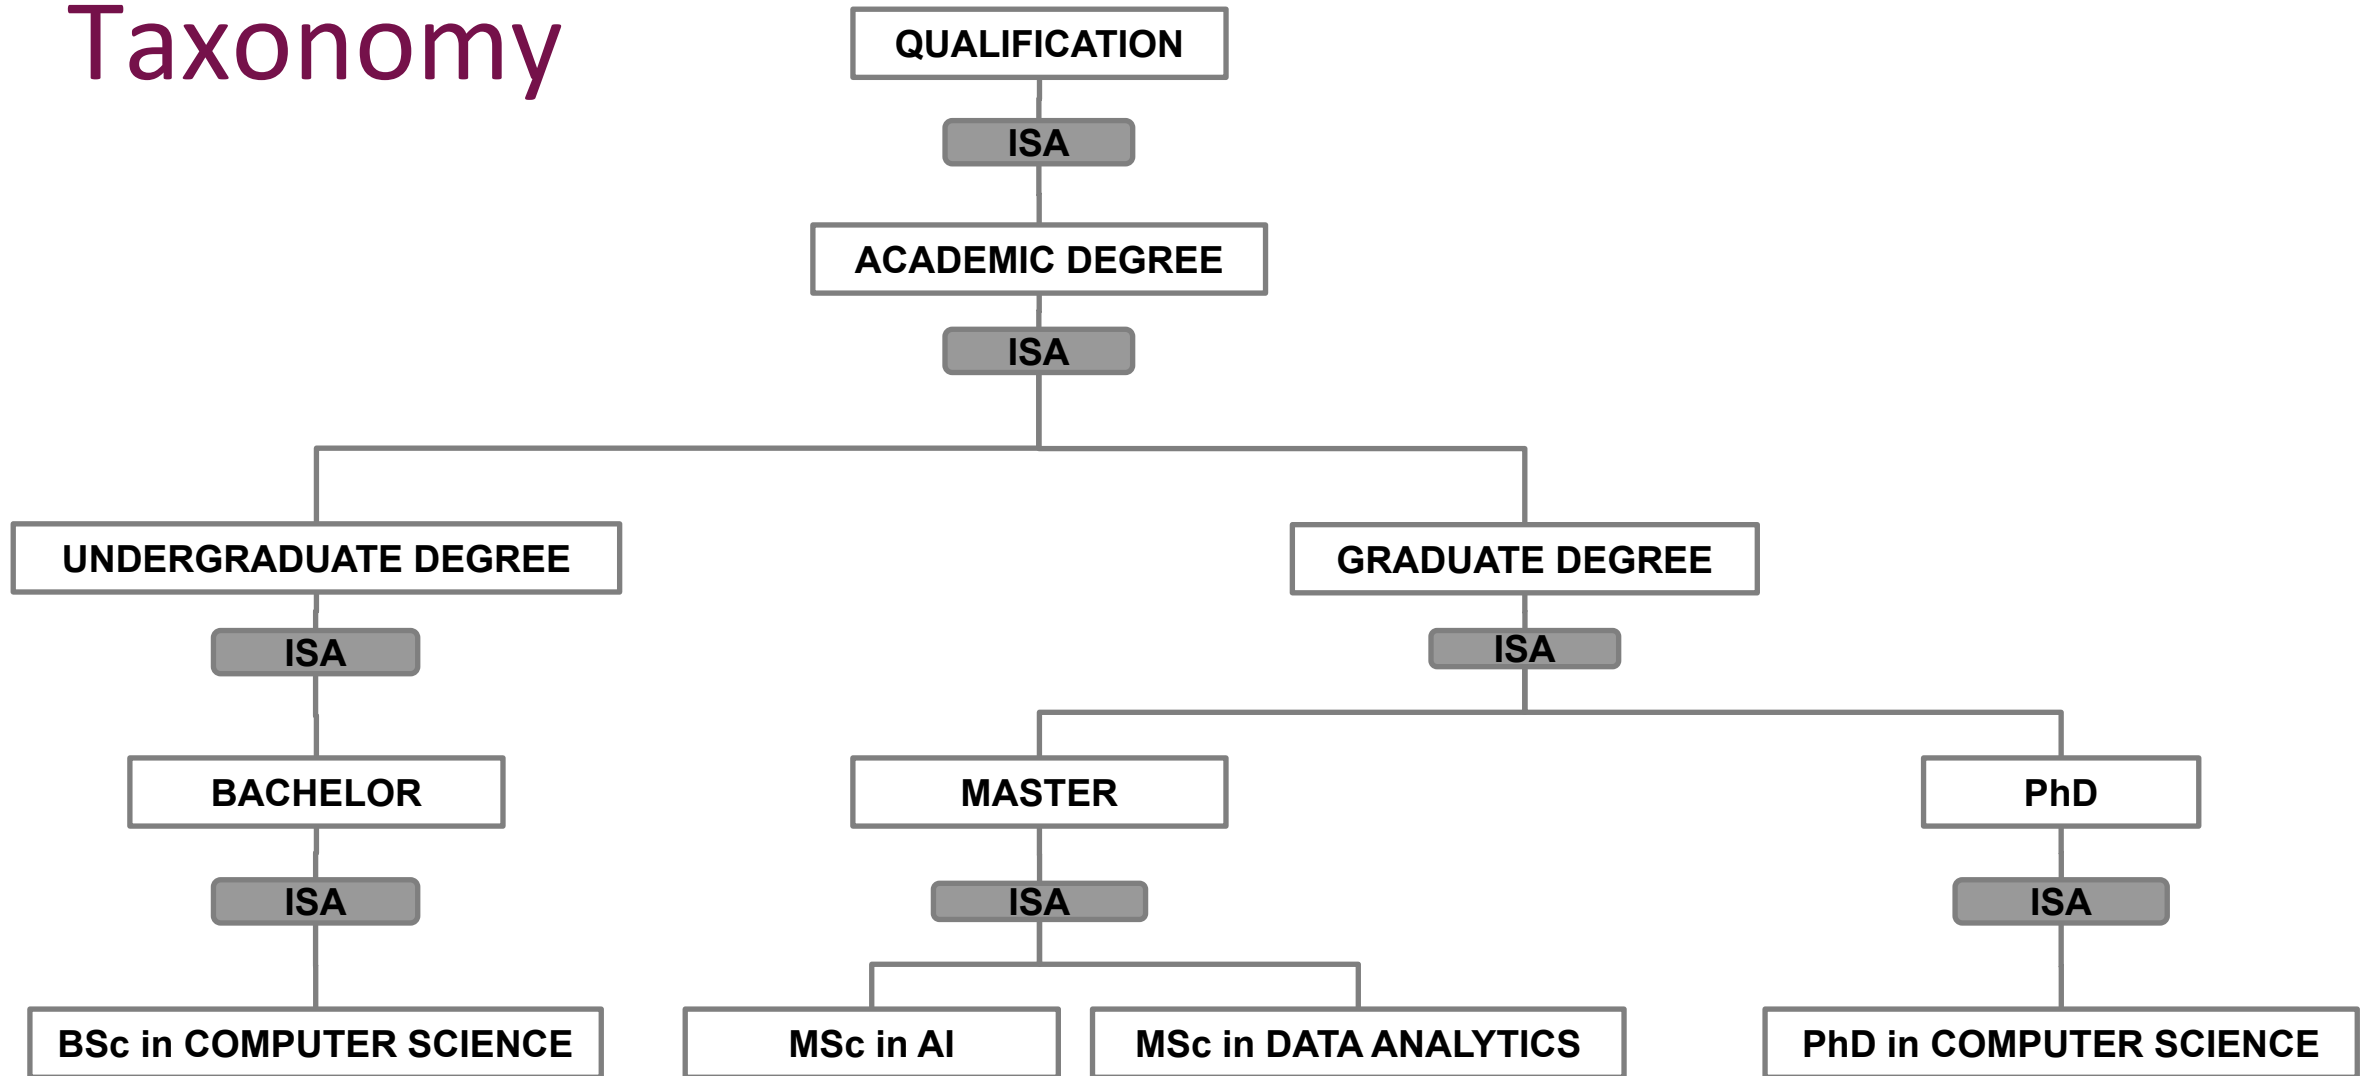 Taxonomy
QUALIFICATION
ISA
ACADEMIC DEGREE
ISA
UNDERGRADUATE DEGREE
GRADUATE DEGREE
ISA
ISA
BACHELOR
MASTER
PhD
ISA
ISA
ISA
BSc in COMPUTER SCIENCE
MSc in AI
MSc in DATA ANALYTICS
PhD in COMPUTER SCIENCE